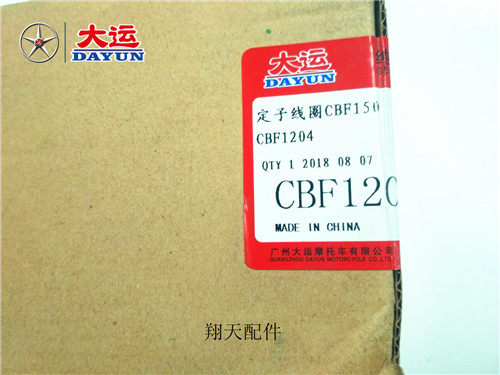 大运
DAYUN
大运
DAYUN
定子线圈CBF150
CBF1204
QTY 1 2018 08 07
CBF120
MADE IN CHINA
广州大运摩托车有限公司
GUANGZHOU DAYUN MOTORCYCLE CO.,LTD.
翔天配件